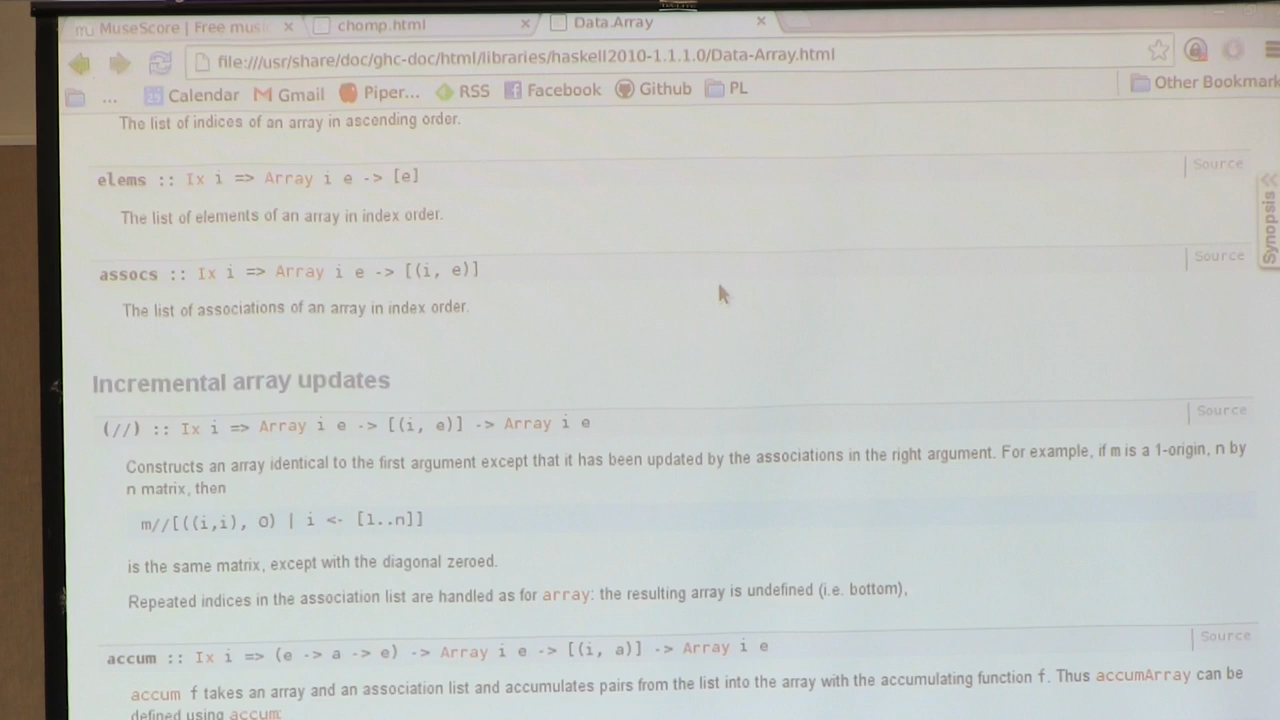 MuseScore | Free music
chomp.html
Data.Array
file:///usr/share/doc/ghc-doc/html/libraries/haskell2010-1.1.1.0/Data-Array.html
... Calendar Gmail Piper... RSS Facebook Github PL Other Bookmark
The list of indices of an array in ascending order.
elems :: Ix i => Array i e -> [e] Source
The list of elements of an array in index order.
Synopsis
assocs :: Ix i => Array i e -> [(i, e)] Source
The list of associations of an array in index order.
Incremental array updates
(//) :: Ix i => Array i e -> [(i, e)] -> Array i e Source
Constructs an array identical to the first argument except that it has been updated by the associations in the right argument. For example, if m is a 1-origin, n by
n matrix, then
m//[((i,i), 0) | i <- [1..n]]
is the same matrix, except with the diagonal zeroed.
Repeated indices in the association list are handled as for array: the resulting array is undefined (i.e. bottom),
accum :: Ix i => (e -> a -> e) -> Array i e -> [(i, a)] -> Array i e Source
accum f takes an array and an association list and accumulates pairs from the list into the array with the accumulating function f. Thus accumArray can be
defined using accum: